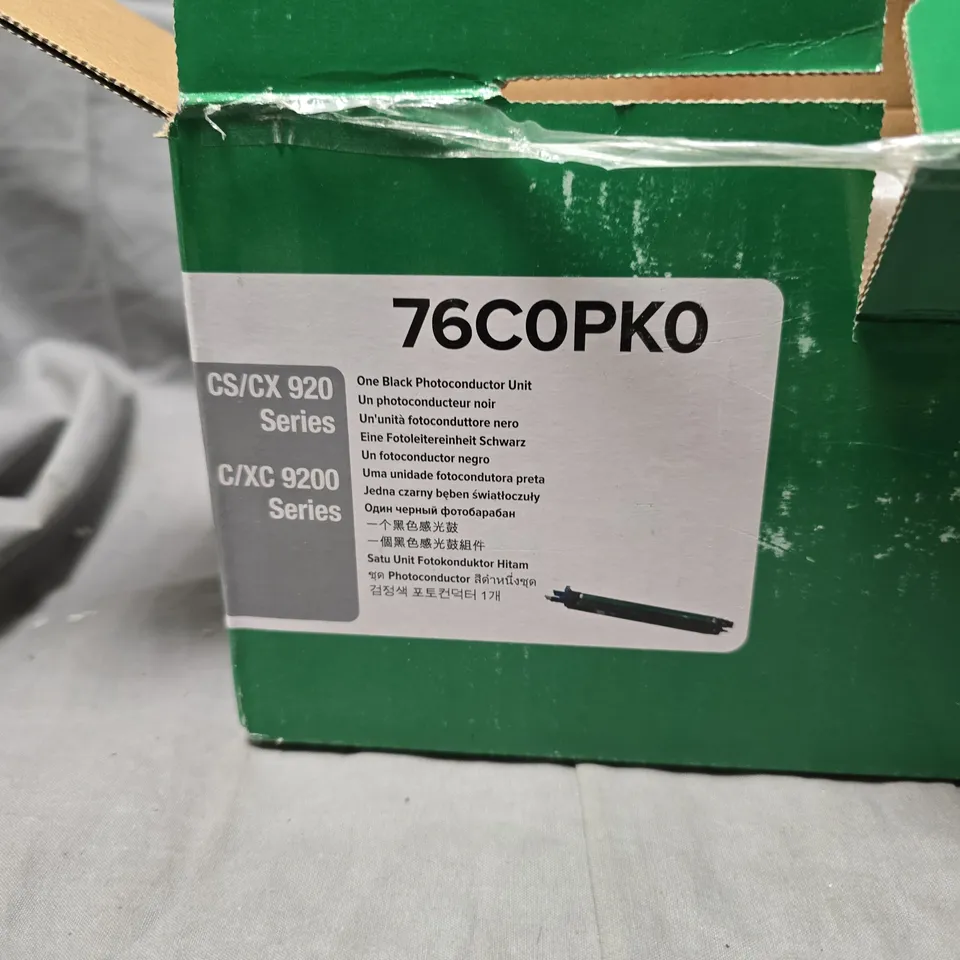 76C0PK0
CS/CX 920
Series
C/XC 9200
Series
One Black Photoconductor Unit
Un photoconducteur noir
Un'unità fotoconduttore nero
Eine Fotoleitereinheit Schwarz
Un fotoconductor negro
Uma unidade fotocondutora preta
Jedna czarny bęben światłoczuły
Один черный фотобарабан
一个黑色感光鼓
一個黑色感光鼓組件
Satu Unit Fotokonduktor Hitam
ชุด Photoconductor สีดำหนึ่งชุด
검정색 포토컨덕터 1개